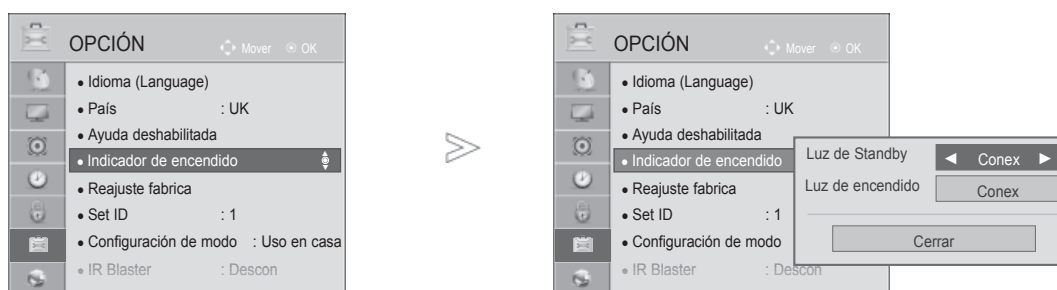 OPCIÓN
Mover
OK
• Idioma (Language)
• País : UK
• Ayuda deshabilitada
• Indicador de encendido
• Reajuste fabrica
• Set ID : 1
• Configuración de modo : Uso en casa
• IR Blaster : Descon
OPCIÓN
Mover
OK
• Idioma (Language)
• País : UK
• Ayuda deshabilitada
• Indicador de encendido
• Reajuste fabrica
• Set ID : 1
• Configuración de modo
• IR Blaster : Descon
Luz de Standby ◄ Conex ►
Luz de encendido Conex
Cerrar